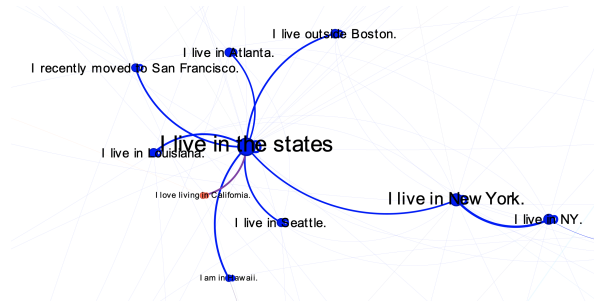 I live outside Boston.
I live in Atlanta.
I recently moved to San Francisco.
I live in the states
I live in Louisiana.
I love living in California.
I live in New York.
I live in NY.
I live in Seattle.
I am in Hawaii.